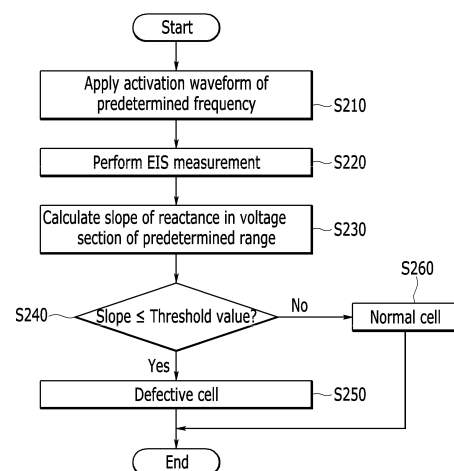 Start
Apply activation waveform of
predetermined frequency
S210
Perform EIS measurement
S220
Calculate slope of reactance in voltage
section of predetermined range
S230
S260
S240
Slope ≤ Threshold value?
No
Normal cell
Yes
Defective cell
S250
End